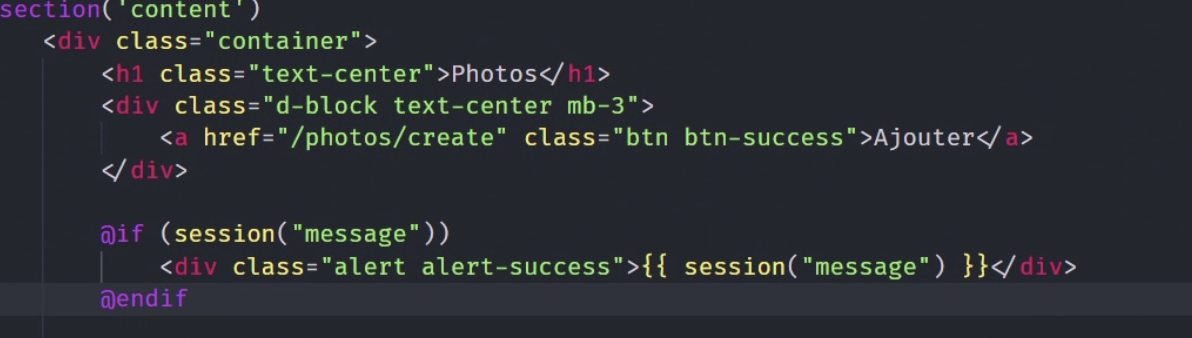 section('content')
<div class="container">
<h1 class="text-center">Photos</h1>
<div class="d-block text-center mb-3">
<a href="/photos/create" class="btn btn-success">Ajouter</a>
</div>
@if (session("message"))
<div class="alert alert-success">{{ session("message") }}</div>
@endif